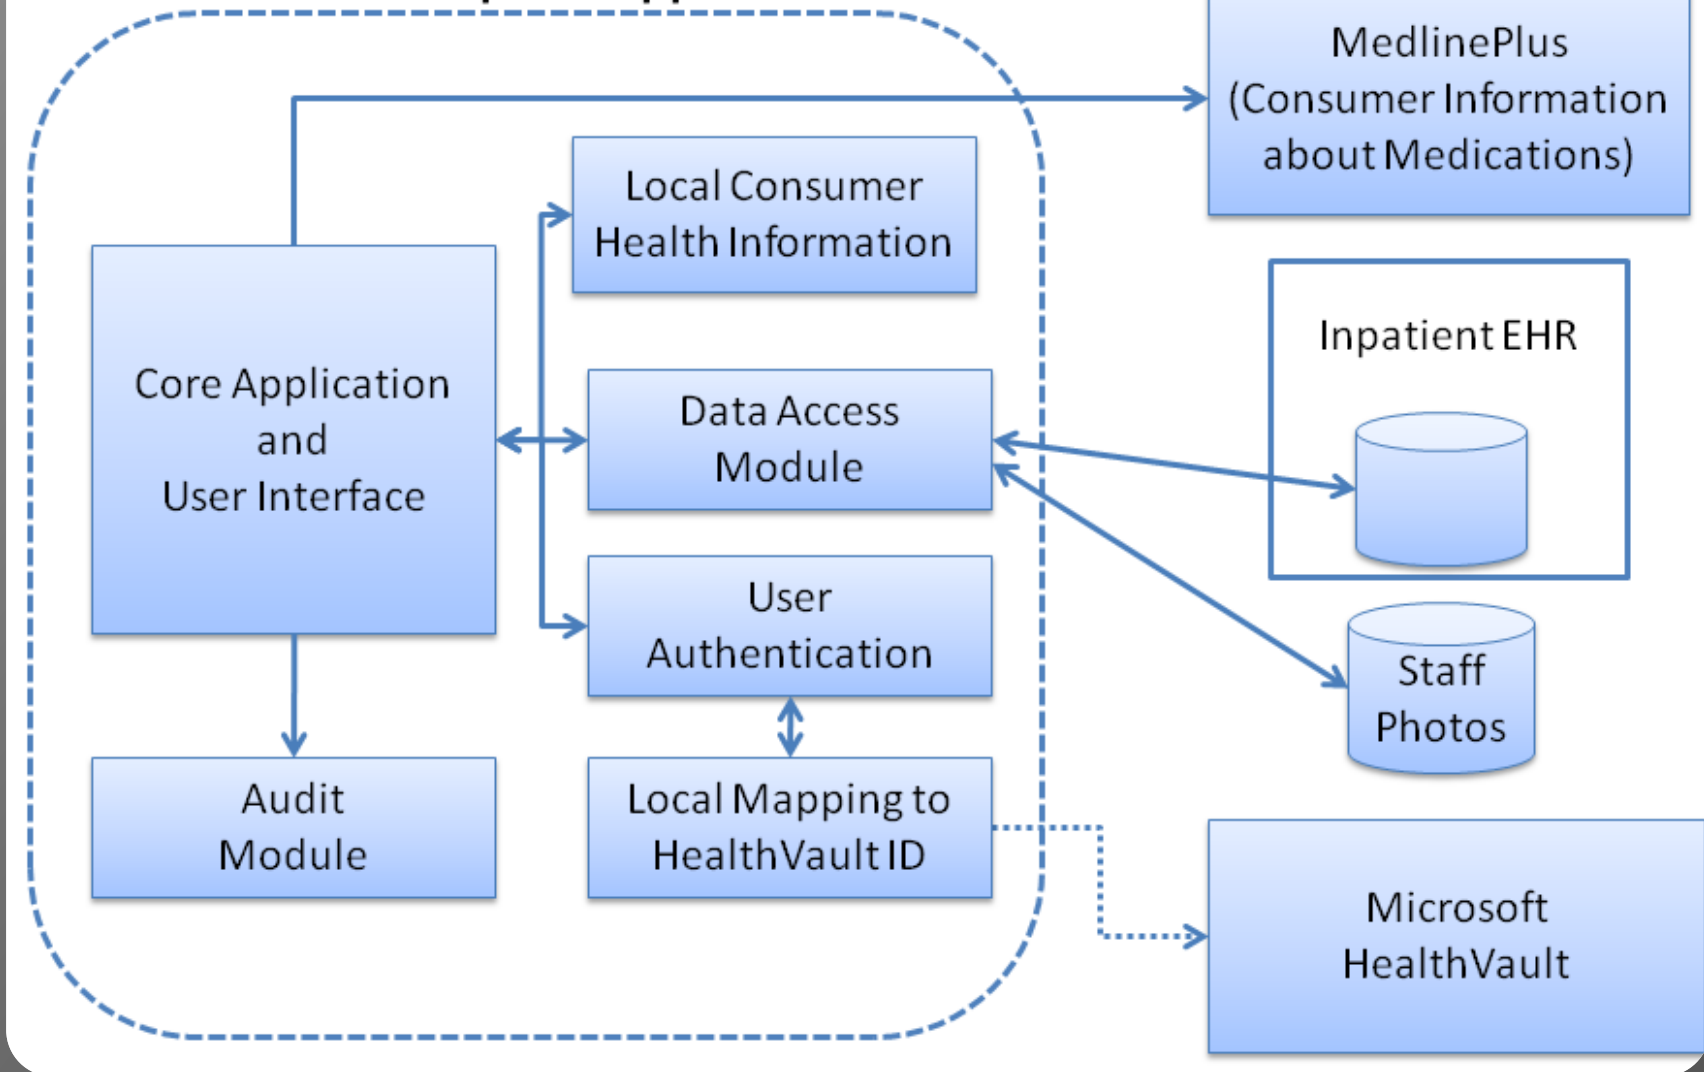 MedlinePlus
(Consumer Information
about Medications)
Local Consumer
Health Information
Inpatient EHR
Core Application
and
User Interface
Data Access
Module
User
Authentication
Staff
Photos
Audit
Module
Local Mapping to
HealthVault ID
Microsoft
HealthVault